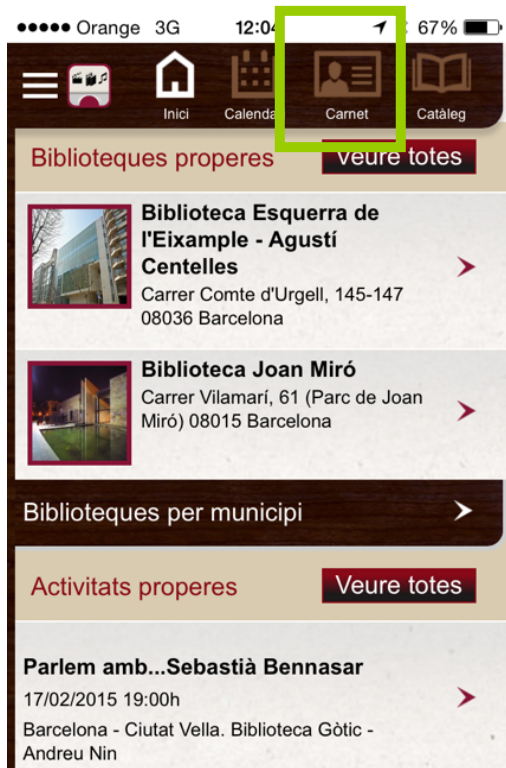 Orange 3G 12:04 67%
Inici Calenda Carnet Catàleg
Biblioteques properes Veure totes
Biblioteca Esquerra de
l'Eixample - Agustí
Centelles
Carrer Comte d'Urgell, 145-147
08036 Barcelona
Biblioteca Joan Miró
Carrer Vilamarí, 61 (Parc de Joan
Miró) 08015 Barcelona
Biblioteques per municipi
Activitats properes Veure totes
Parlem amb...Sebastià Bennasar
17/02/2015 19:00h
Barcelona - Ciutat Vella. Biblioteca Gòtic -
Andreu Nin